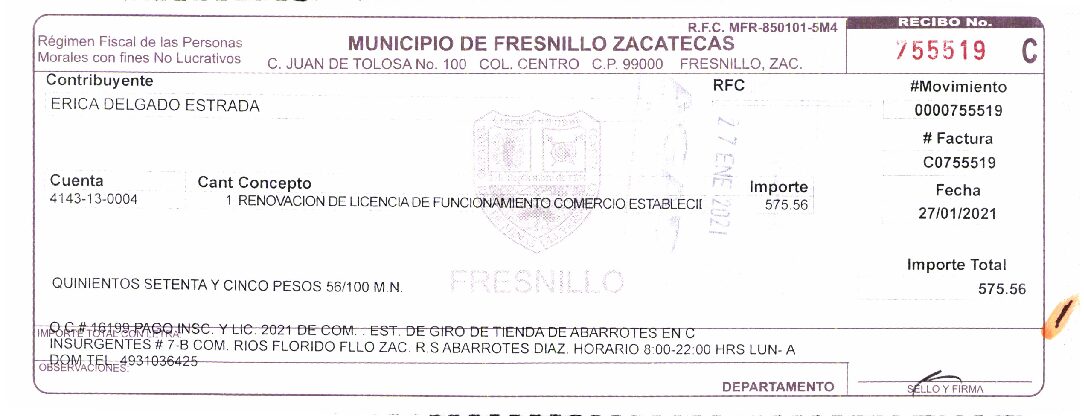 R.F.C. MFR-850101-5M4
RECIBO No.
Régimen Fiscal de las Personas
Morales con fines No Lucrativos
MUNICIPIO DE FRESNILLO ZACATECAS
C. JUAN DE TOLOSA No. 100 COL. CENTRO C.P. 99000 FRESNILLO, ZAC.
755519 C
Contribuyente
RFC
#Movimiento
ERICA DELGADO ESTRADA
0000755519
# Factura
C0755519
27 ENE 2021
Cuenta
Cant Concepto
Importe
Fecha
4143-13-0004
1 RENOVACION DE LICENCIA DE FUNCIONAMIENTO COMERCIO ESTABLECI
575.56
27/01/2021
Importe Total
FRESNILLO
QUINIENTOS SETENTA Y CINCO PESOS 56/100 M.N.
575.56
O.C.# 16199 PAGO INSC. Y LIC. 2021 DE COM. . EST. DE GIRO DE TIENDA DE ABARROTES EN C
IMPORTE TOTAL CON LETRA
INSURGENTES # 7-B COM. RIOS FLORIDO FLLO ZAC. R.S ABARROTES DIAZ. HORARIO 8:00-22:00 HRS LUN- A
DOM TEL. 4931036425
OBSERVACIONES:
DEPARTAMENTO
SELLO Y FIRMA